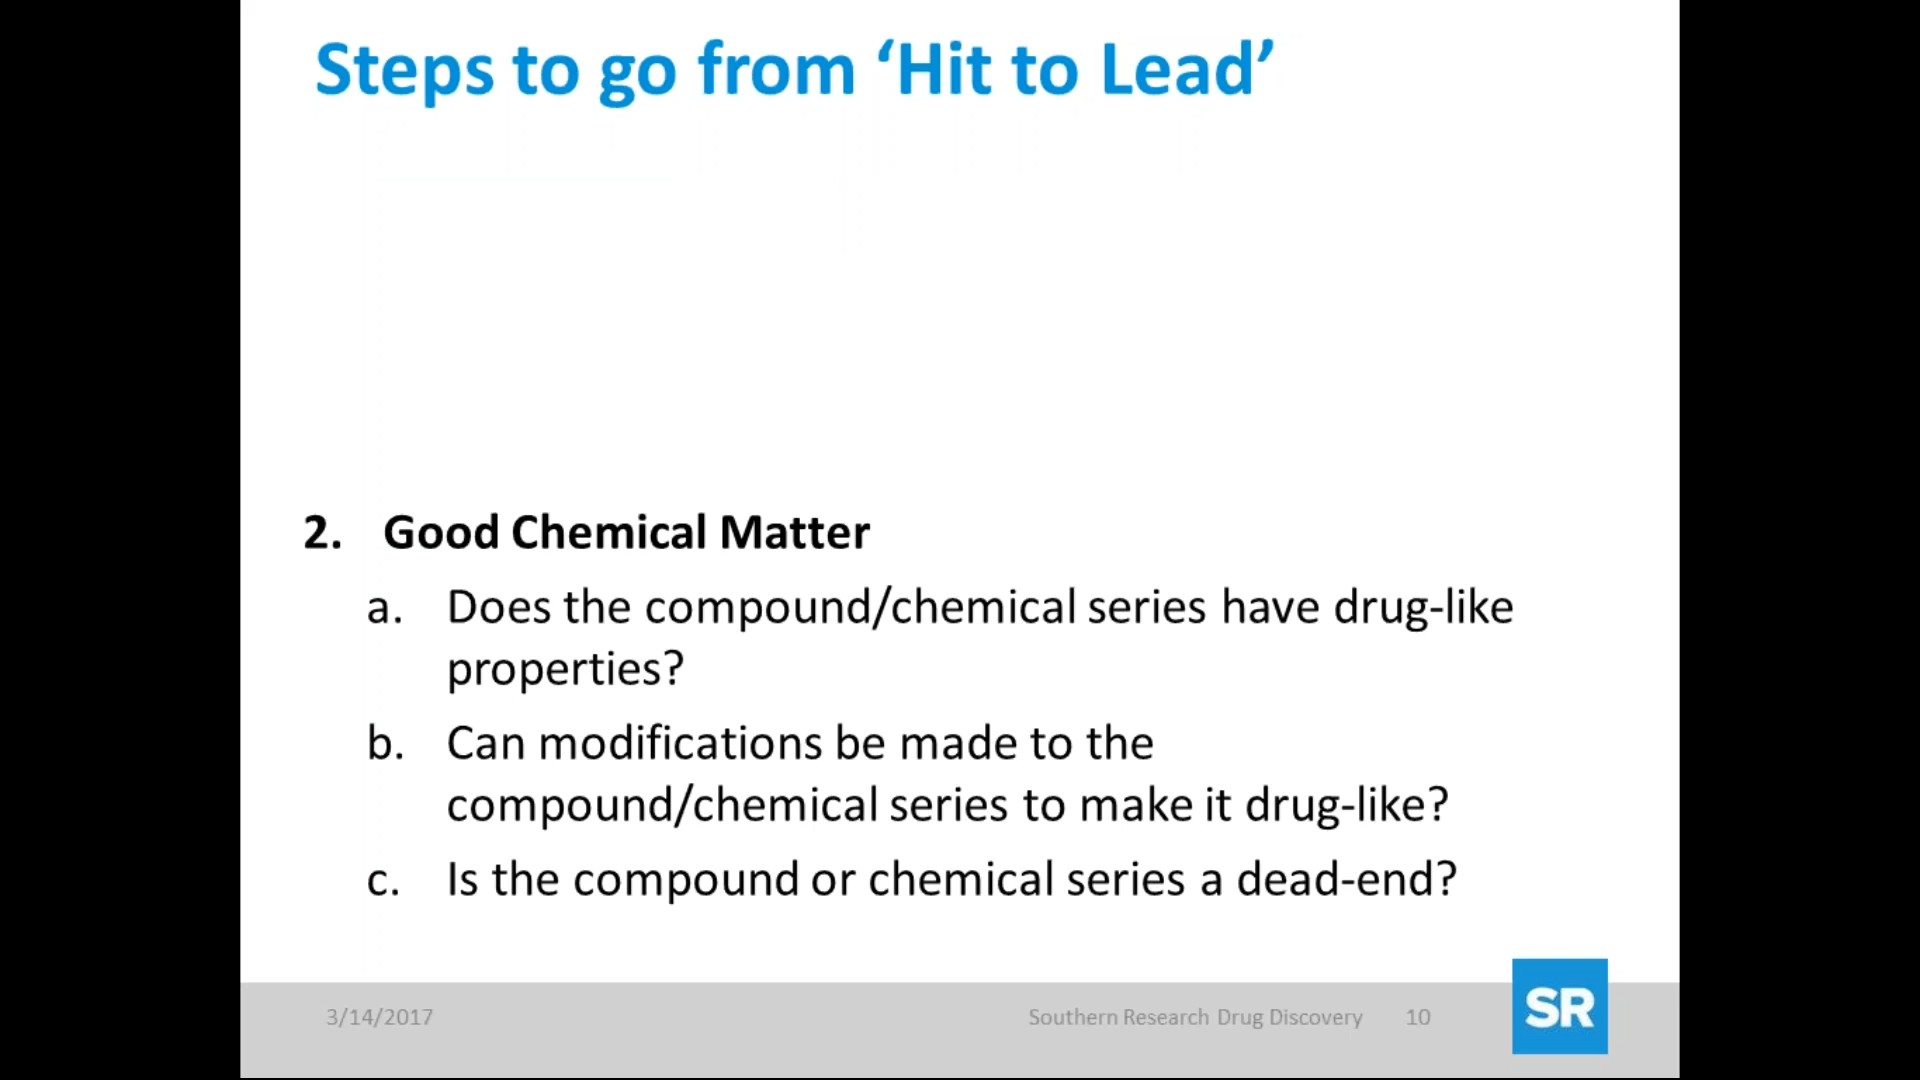 Steps to go from ‘Hit to Lead’
2. Good Chemical Matter
a. Does the compound/chemical series have drug-like
properties?
b. Can modifications be made to the
compound/chemical series to make it drug-like?
c. Is the compound or chemical series a dead-end?
3/14/2017
Southern Research Drug Discovery 10
SR